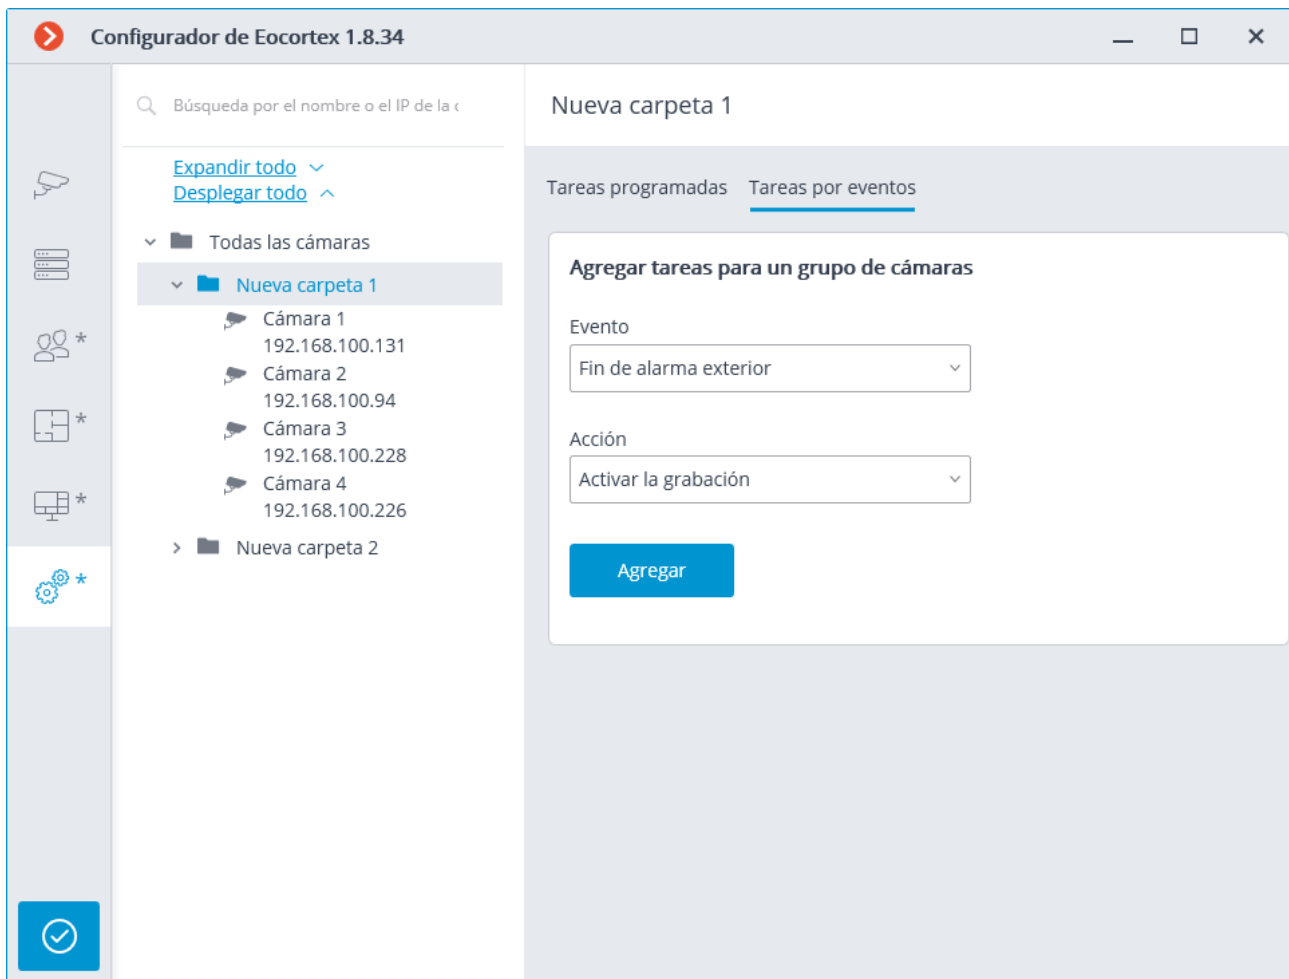 Configurador de Eocortex 1.8.34
Búsqueda por el nombre o el IP de la c
Expandir todo
Desplegar todo
Todas las cámaras
Nueva carpeta 1
Cámara 1
192.168.100.131
Cámara 2
192.168.100.94
Cámara 3
192.168.100.228
Cámara 4
192.168.100.226
Nueva carpeta 2
*
*
*
*
Nueva carpeta 1
Tareas programadas Tareas por eventos
Agregar tareas para un grupo de cámaras
Evento
Fin de alarma exterior
Acción
Activar la grabación
Agregar